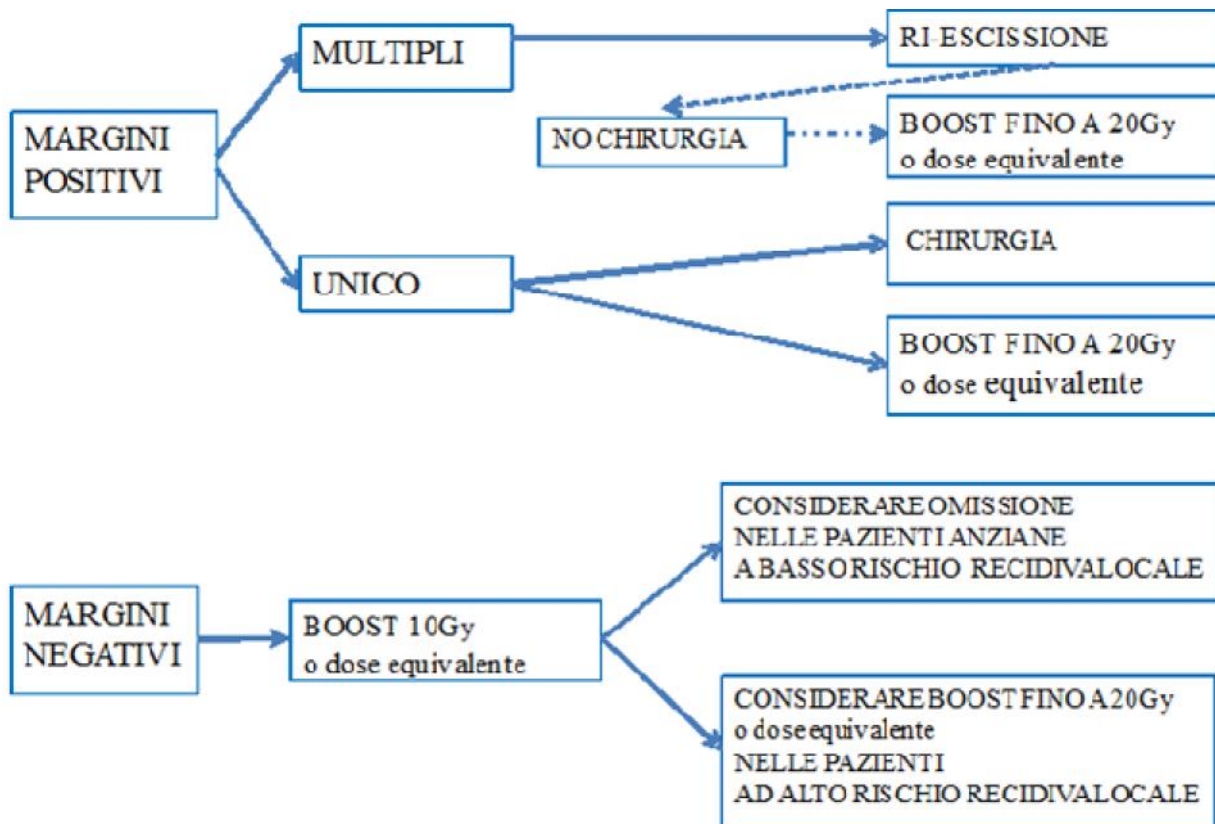 MARGINI
POSITIVI
MULTIPLI
RI-ESCISSIONE
NO CHIRURGIA
BOOST FINO A 20Gy
o dose equivalente
UNICO
CHIRURGIA
BOOST FINO A 20Gy
o dose equivalente
MARGINI
NEGATIVI
BOOST 10Gy
o dose equivalente
CONSIDERARE OMISSIONE
NELLE PAZIENTI ANZIANE
A BASSO RISCHIO RECIDIVA LOCALE
CONSIDERARE BOOST FINO A 20Gy
o dose equivalente
NELLE PAZIENTI
AD ALTO RISCHIO RECIDIVA LOCALE